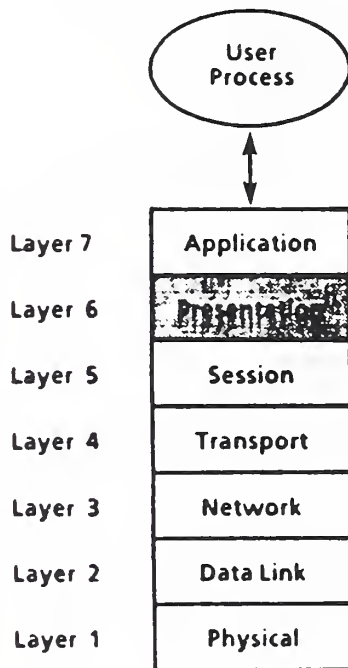 User
Process
Layer 7 Application
Layer 6 Presentation
Layer 5 Session
Layer 4 Transport
Layer 3 Network
Layer 2 Data Link
Layer 1 Physical